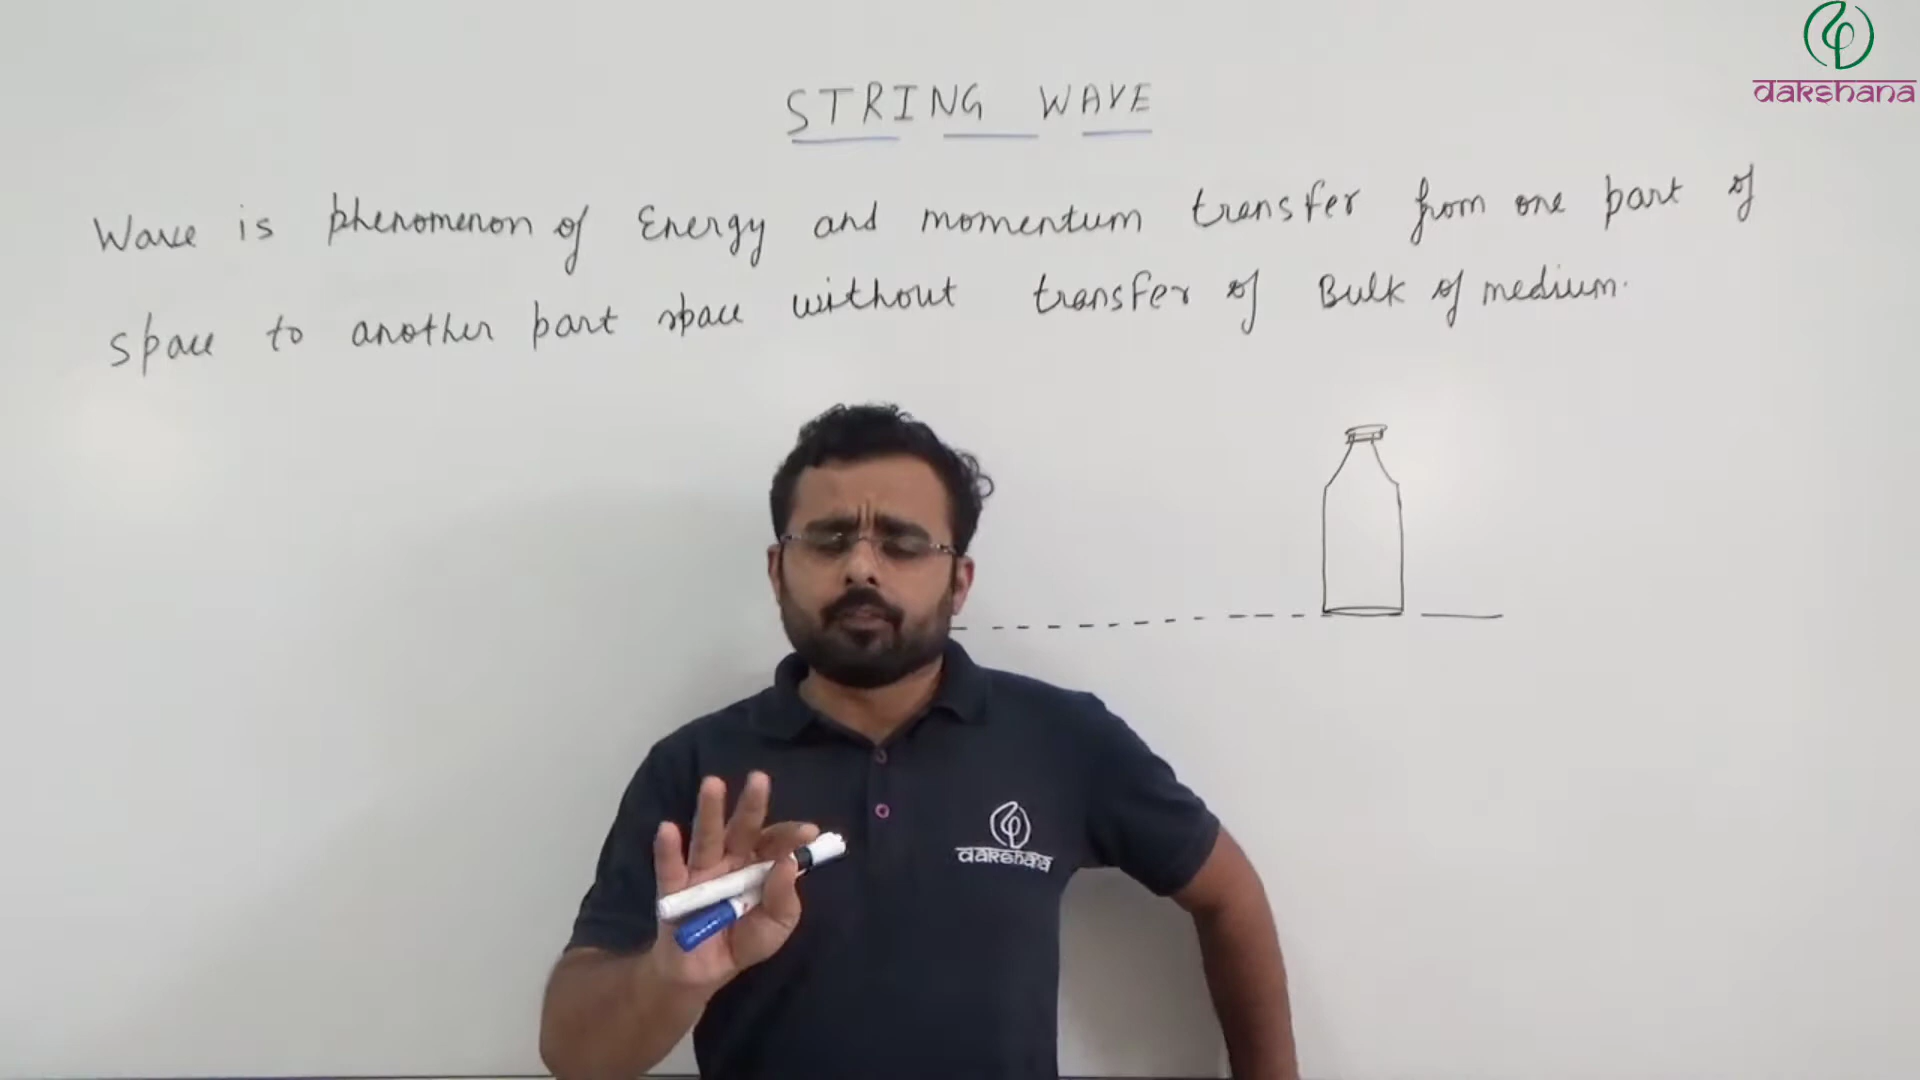 dakshana
STRING WAVE
Wave is phenomenon of Energy and momentum transfer from one part of
space to another part space without transfer of Bulk of medium.
dakshana